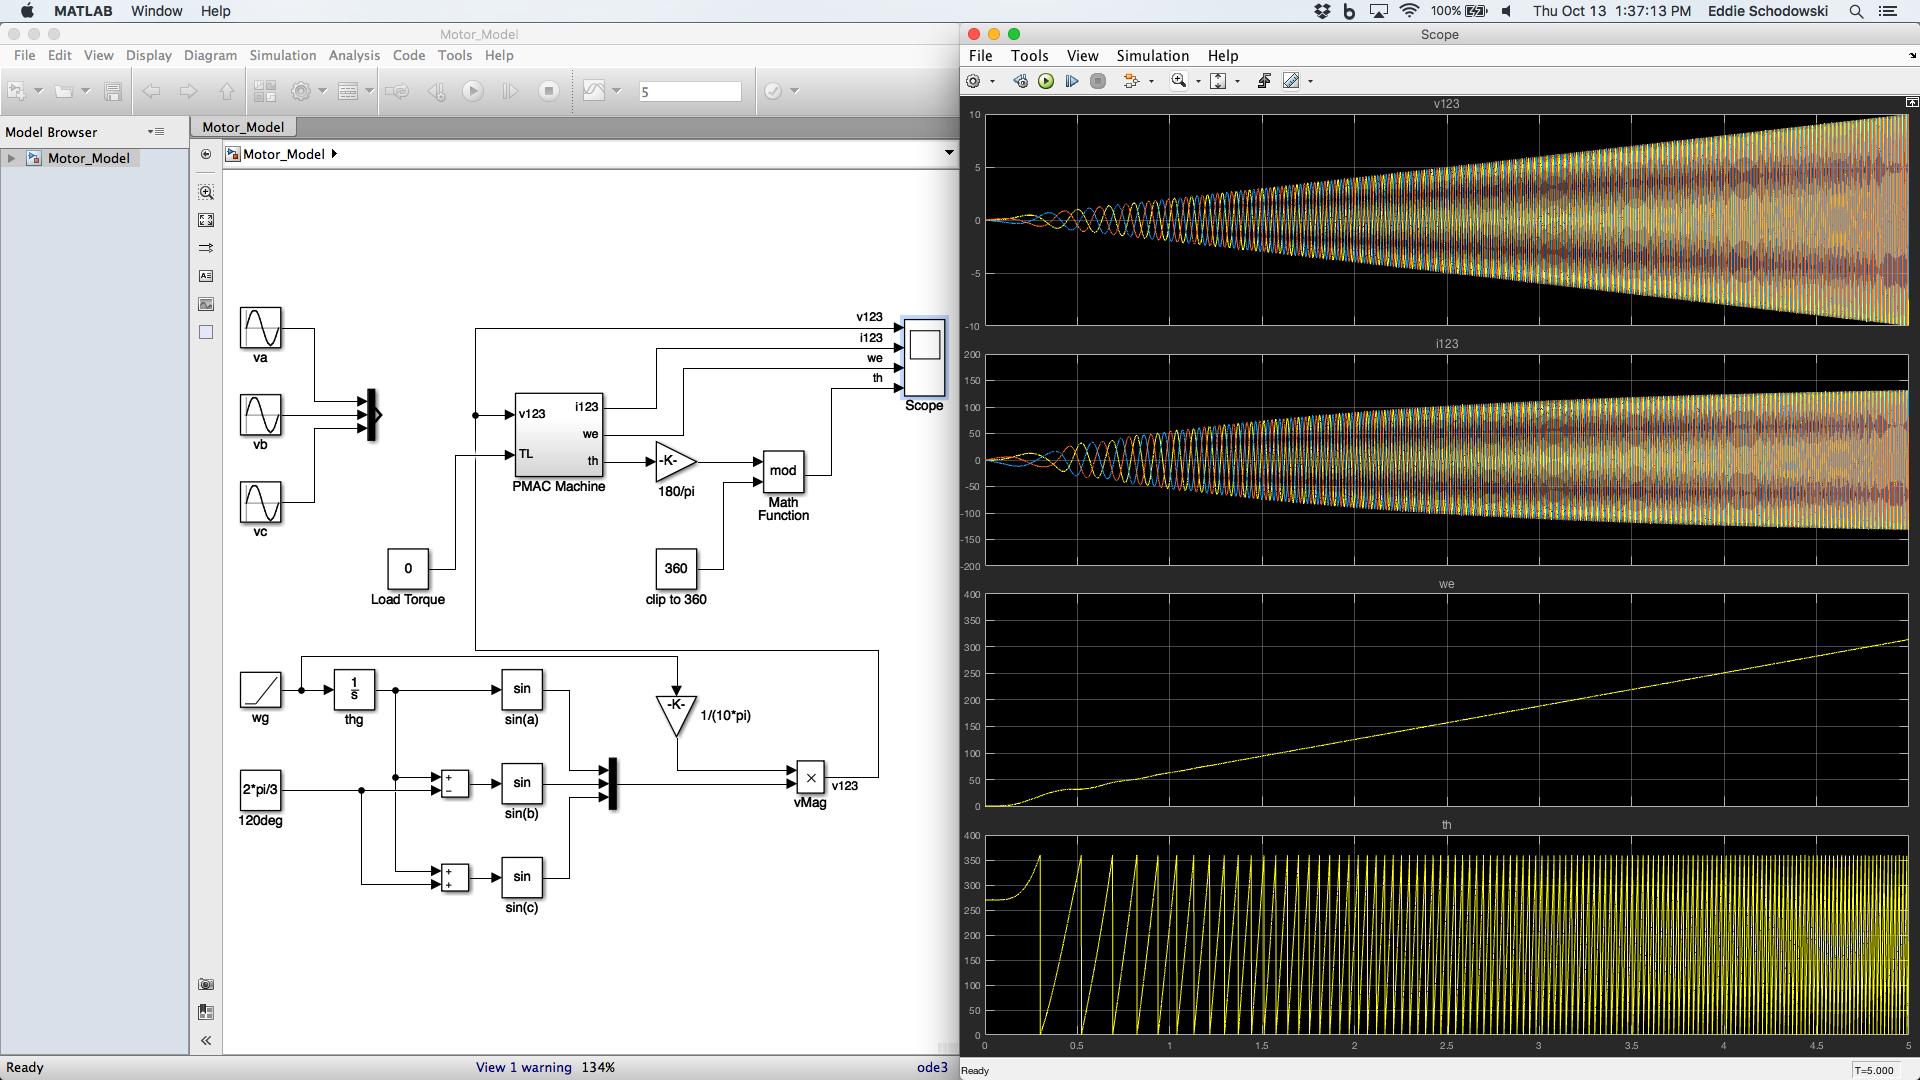 MATLAB Window Help
100% Thu Oct 13 1:37:13 PM Eddie Schodowski
Motor_Model
File Edit View Display Diagram Simulation Analysis Code Tools Help
5
Model Browser
Motor_Model
Motor_Model
Motor_Model
va
vb
vc
v123
i123
we
th
Scope
v123
TL
i123
we
th
PMAC Machine
-K-
180/pi
mod
Math
Function
0
Load Torque
360
clip to 360
wg
1
s
thg
sin
sin(a)
-K-
1/(10*pi)
2*pi/3
120deg
+
−
sin
sin(b)
×
vMag
v123
+
+
sin
sin(c)
Ready
View 1 warning 134%
ode3
Scope
File Tools View Simulation Help
v123
10
5
0
-5
-10
i123
200
150
100
50
0
-50
-100
-150
-200
we
400
350
300
250
200
150
100
50
0
th
400
350
300
250
200
150
100
50
0
0 0.5 1 1.5 2 2.5 3 3.5 4 4.5 5
Ready
T=5.000